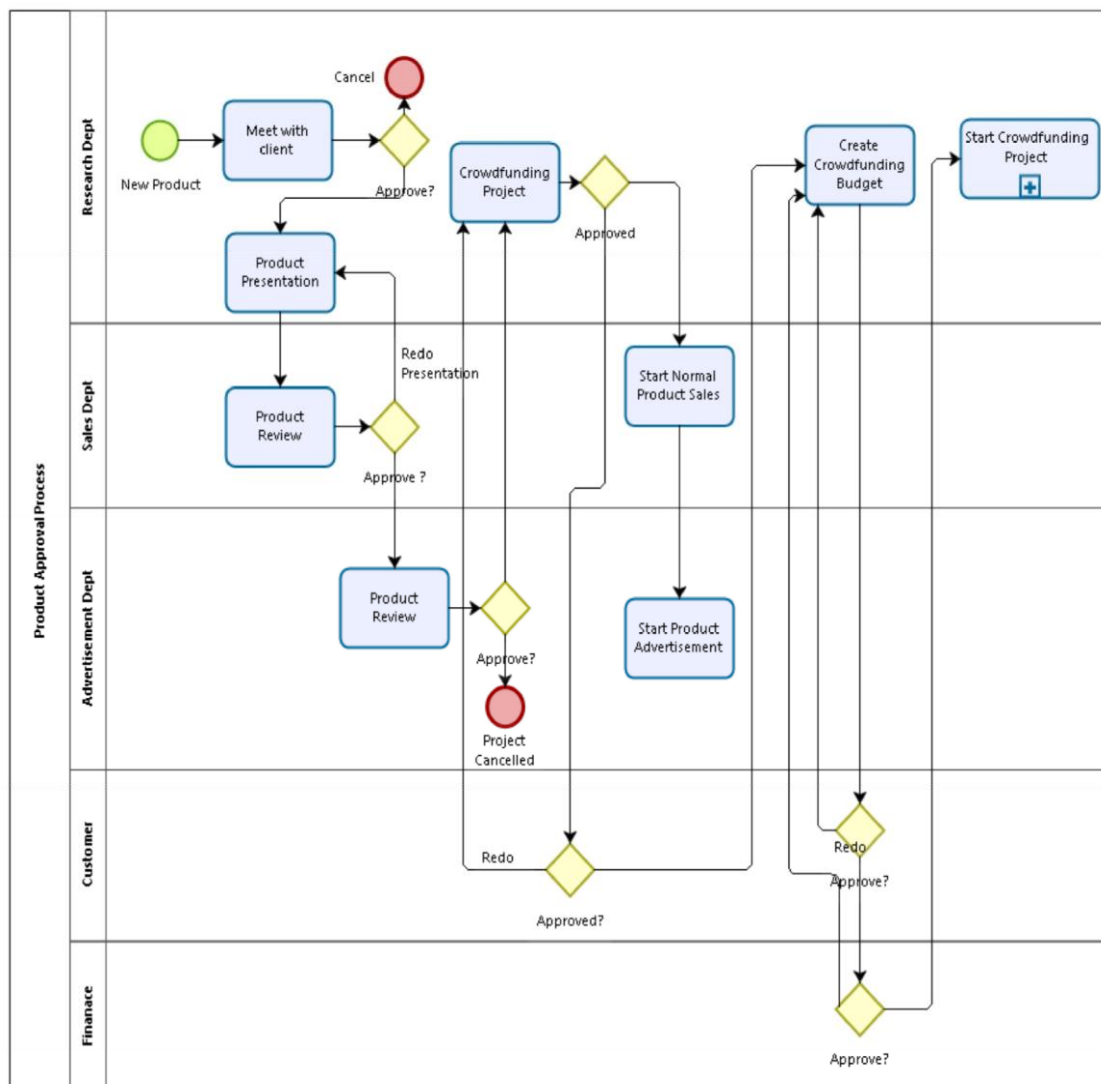 Product Approval Process
Research Dept
Cancel
New Product
Meet with
client
Approve?
Product
Presentation
Crowdfunding
Project
Approved
Create
Crowdfunding
Budget
Start Crowdfunding
Project
Sales Dept
Redo
Presentation
Product
Review
Approve ?
Start Normal
Product Sales
Advertisement Dept
Product
Review
Approve?
Project
Cancelled
Start Product
Advertisement
Customer
Redo
Approved?
Redo
Approve?
Finanace
Approve?